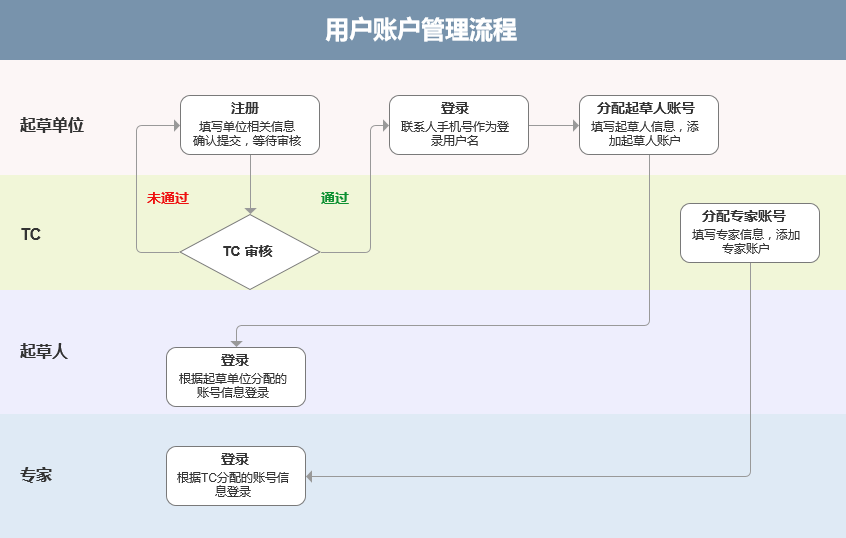 用户账户管理流程
起草单位
注册
填写单位相关信息
确认提交，等待审核
登录
联系人手机号作为登
录用户名
分配起草人账号
填写起草人信息，添
加起草人账户
未通过
通过
TC
TC 审核
分配专家账号
填写专家信息，添加
专家账户
起草人
登录
根据起草单位分配的
账号信息登录
专家
登录
根据TC分配的账号信
息登录